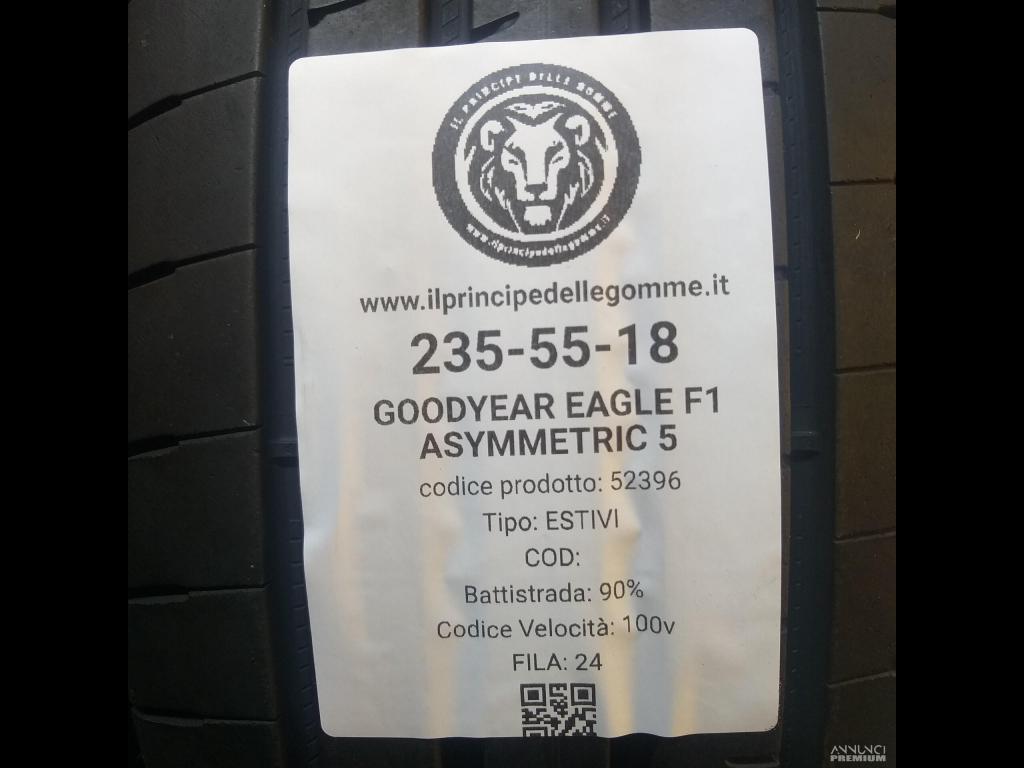 IL PRINCIPE DELLE GOMME
www.ilprincipedellegomme.it
www.ilprincipedellegomme.it
235-55-18
GOODYEAR EAGLE F1
ASYMMETRIC 5
codice prodotto: 52396
Tipo: ESTIVI
COD:
Battistrada: 90%
Codice Velocità: 100v
FILA: 24
ANNUNCI
PREMIUM